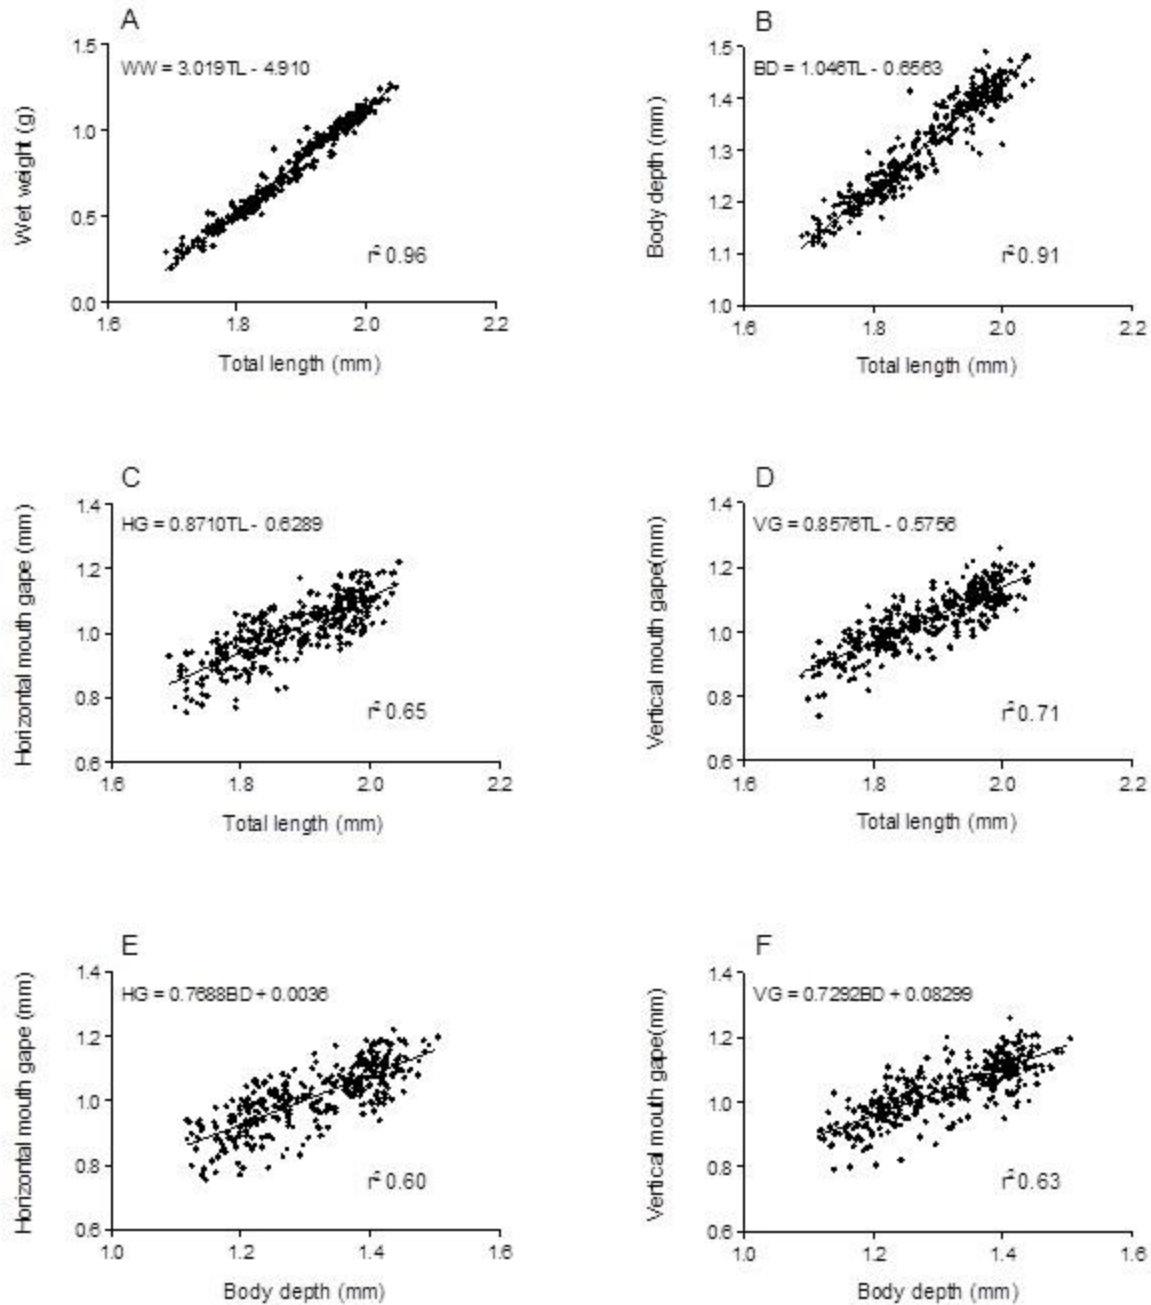 A
WW = 3.019TL - 4.910
Wet weight (g)
1.5
1.0
0.5
0.0
r² 0.96
1.6 1.8 2.0 2.2
Total length (mm)
B
BD = 1.046TL - 0.6563
Body depth (mm)
1.5
1.4
1.3
1.2
1.1
1.0
r² 0.91
1.6 1.8 2.0 2.2
Total length (mm)
C
HG = 0.8710TL - 0.6289
Horizontal mouth gape (mm)
1.4
1.2
1.0
0.8
0.6
r² 0.65
1.6 1.8 2.0 2.2
Total length (mm)
D
VG = 0.8576TL - 0.5756
Vertical mouth gape(mm)
1.4
1.2
1.0
0.8
0.6
r² 0.71
1.6 1.8 2.0 2.2
Total length (mm)
E
HG = 0.7688BD + 0.0036
Horizontal mouth gape (mm)
1.4
1.2
1.0
0.8
0.6
r² 0.60
1.0 1.2 1.4 1.6
Body depth (mm)
F
VG = 0.7292BD + 0.08299
Vertical mouth gape(mm)
1.4
1.2
1.0
0.8
0.6
r² 0.63
1.0 1.2 1.4 1.6
Body depth (mm)